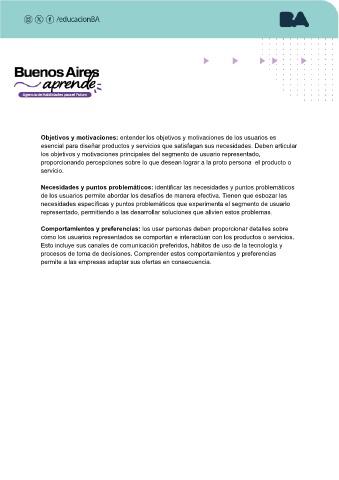 /educacionBA
BA
Buenos Aires
aprende
Agencia de Habilidades para el Futuro
Objetivos y motivaciones: entender los objetivos y motivaciones de los usuarios es
esencial para diseñar productos y servicios que satisfagan sus necesidades. Deben articular
los objetivos y motivaciones principales del segmento de usuario representado,
proporcionando percepciones sobre lo que desean lograr a la proto persona el producto o
servicio.
Necesidades y puntos problemáticos: identificar las necesidades y puntos problemáticos
de los usuarios permite abordar los desafíos de manera efectiva. Tienen que esbozar las
necesidades específicas y puntos problemáticos que experimenta el segmento de usuario
representado, permitiendo a las desarrollar soluciones que alivien estos problemas.
Comportamientos y preferencias: los user personas deben proporcionar detalles sobre
cómo los usuarios representados se comportan e interactúan con los productos o servicios.
Esto incluye sus canales de comunicación preferidos, hábitos de uso de la tecnología y
procesos de toma de decisiones. Comprender estos comportamientos y preferencias
permite a las empresas adaptar sus ofertas en consecuencia.